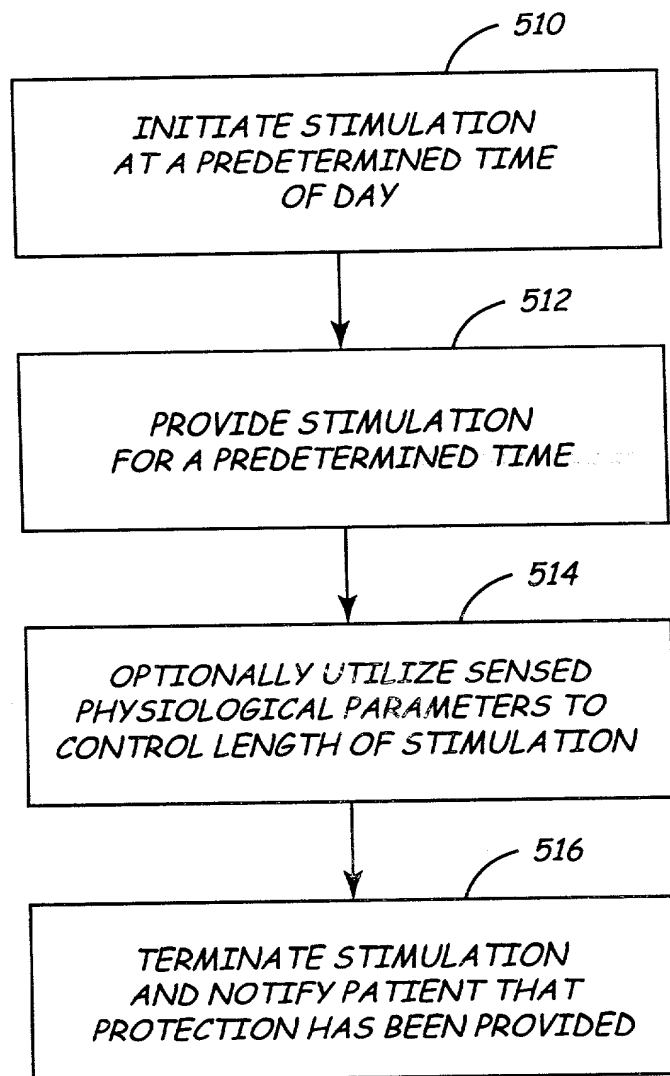 510
INITIATE STIMULATION
AT A PREDETERMINED TIME
OF DAY
512
PROVIDE STIMULATION
FOR A PREDETERMINED TIME
514
OPTIONALLY UTILIZE SENSED
PHYSIOLOGICAL PARAMETERS TO
CONTROL LENGTH OF STIMULATION
516
TERMINATE STIMULATION
AND NOTIFY PATIENT THAT
PROTECTION HAS BEEN PROVIDED